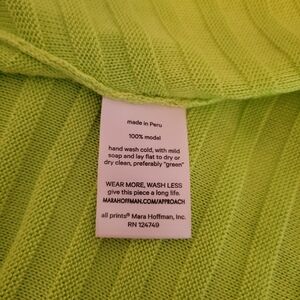 made in Peru
100% modal
hand wash cold, with mild
soap and lay flat to dry or
dry clean, preferably "green"
WEAR MORE, WASH LESS
give this piece a long life.
MARAHOFFMAN.COM/APPROACH
all prints® Mara Hoffman, Inc.
RN 124749